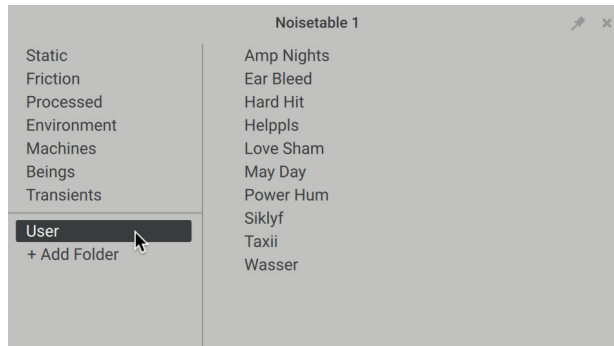 Noisetable 1
Static
Friction
Processed
Environment
Machines
Beings
Transients
User
+ Add Folder
Amp Nights
Ear Bleed
Hard Hit
Helppls
Love Sham
May Day
Power Hum
Siklyf
Taxii
Wasser